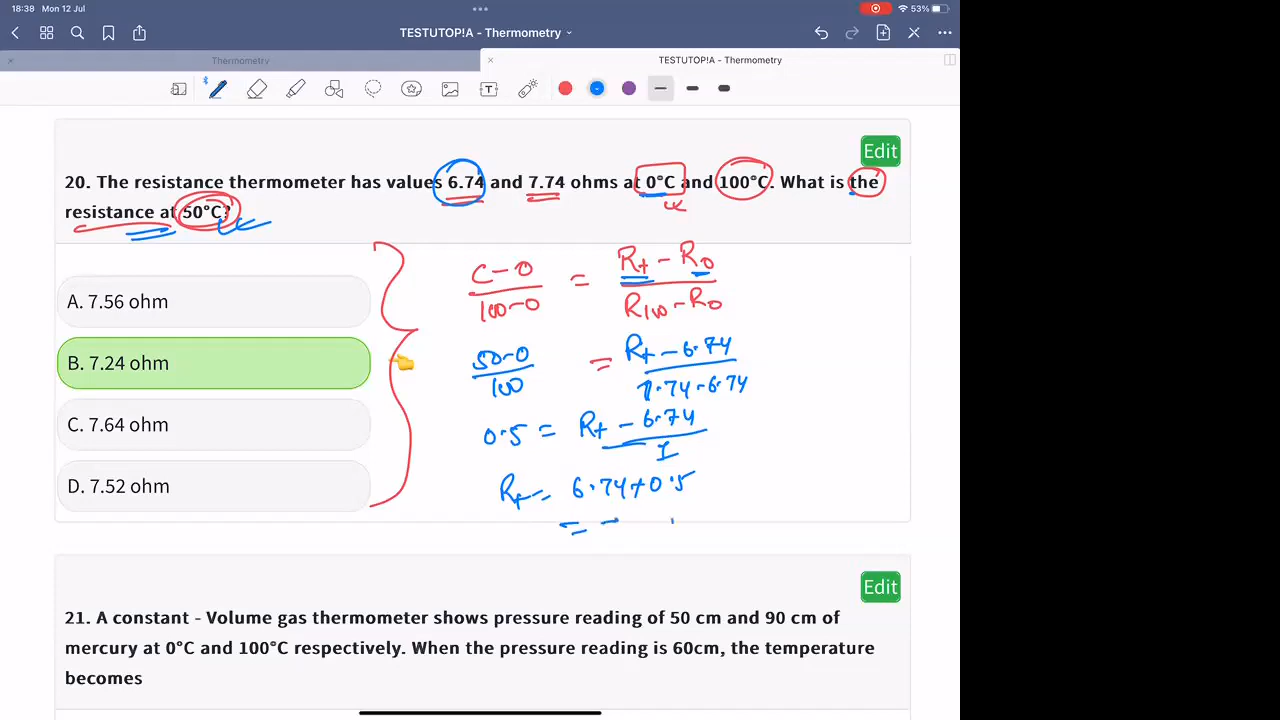 18:38 Mon 12 Jul
53%
TESTUTOP!A - Thermometry
Thermometry
TESTUTOP!A - Thermometry
Edit
20. The resistance thermometer has values 6.74 and 7.74 ohms at 0°C and 100°C. What is the
resistance at 50°C?
A. 7.56 ohm
B. 7.24 ohm
C. 7.64 ohm
D. 7.52 ohm
C-0 / 100-0 = Rt - R0 / R100 - R0
50-0 / 100 = Rt - 6.74 / 7.74 - 6.74
0.5 = Rt - 6.74 / 1
Rt = 6.74+0.5
=
Edit
21. A constant - Volume gas thermometer shows pressure reading of 50 cm and 90 cm of
mercury at 0°C and 100°C respectively. When the pressure reading is 60cm, the temperature
becomes